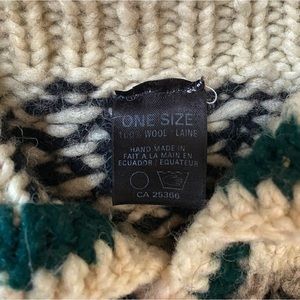 ONE SIZE
100% WOOL · LAINE
HAND MADE IN
FAIT A LA MAIN EN
ECUADOR / EQUATEUR
CA 25366